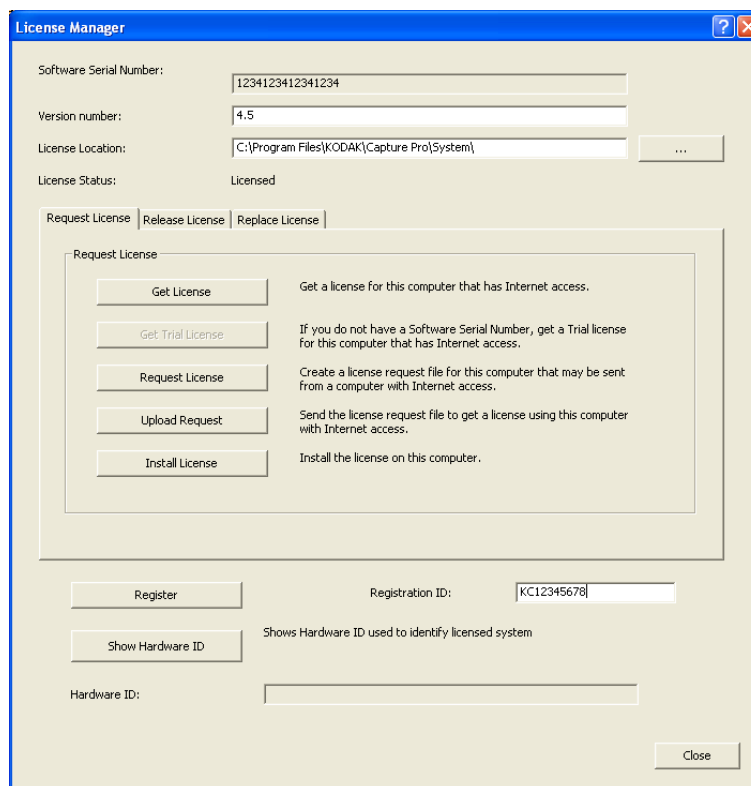 License Manager
Software Serial Number:
1234123412341234
Version number:
4.5
License Location:
C:\Program Files\KODAK\Capture Pro\System\
...
License Status:
Licensed
Request License
Release License
Replace License
Request License
Get License
Get a license for this computer that has Internet access.
Get Trial License
If you do not have a Software Serial Number, get a Trial license
for this computer that has Internet access.
Request License
Create a license request file for this computer that may be sent
from a computer with Internet access.
Upload Request
Send the license request file to get a license using this computer
with Internet access.
Install License
Install the license on this computer.
Register
Registration ID:
KC12345678
Show Hardware ID
Shows Hardware ID used to identify licensed system
Hardware ID:
Close